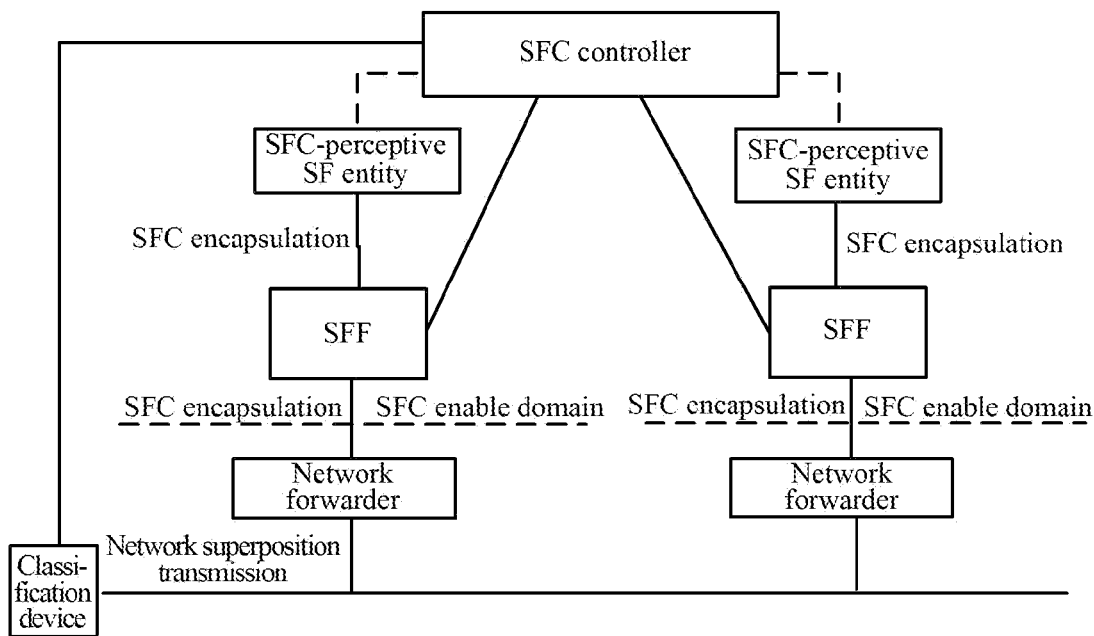 SFC controller
SFC-perceptive
SF entity
SFC-perceptive
SF entity
SFC encapsulation
SFC encapsulation
SFF
SFF
SFC encapsulation
SFC enable domain
SFC encapsulation
SFC enable domain
Network
forwarder
Network
forwarder
Network superposition
transmission
Classi-
fication
device